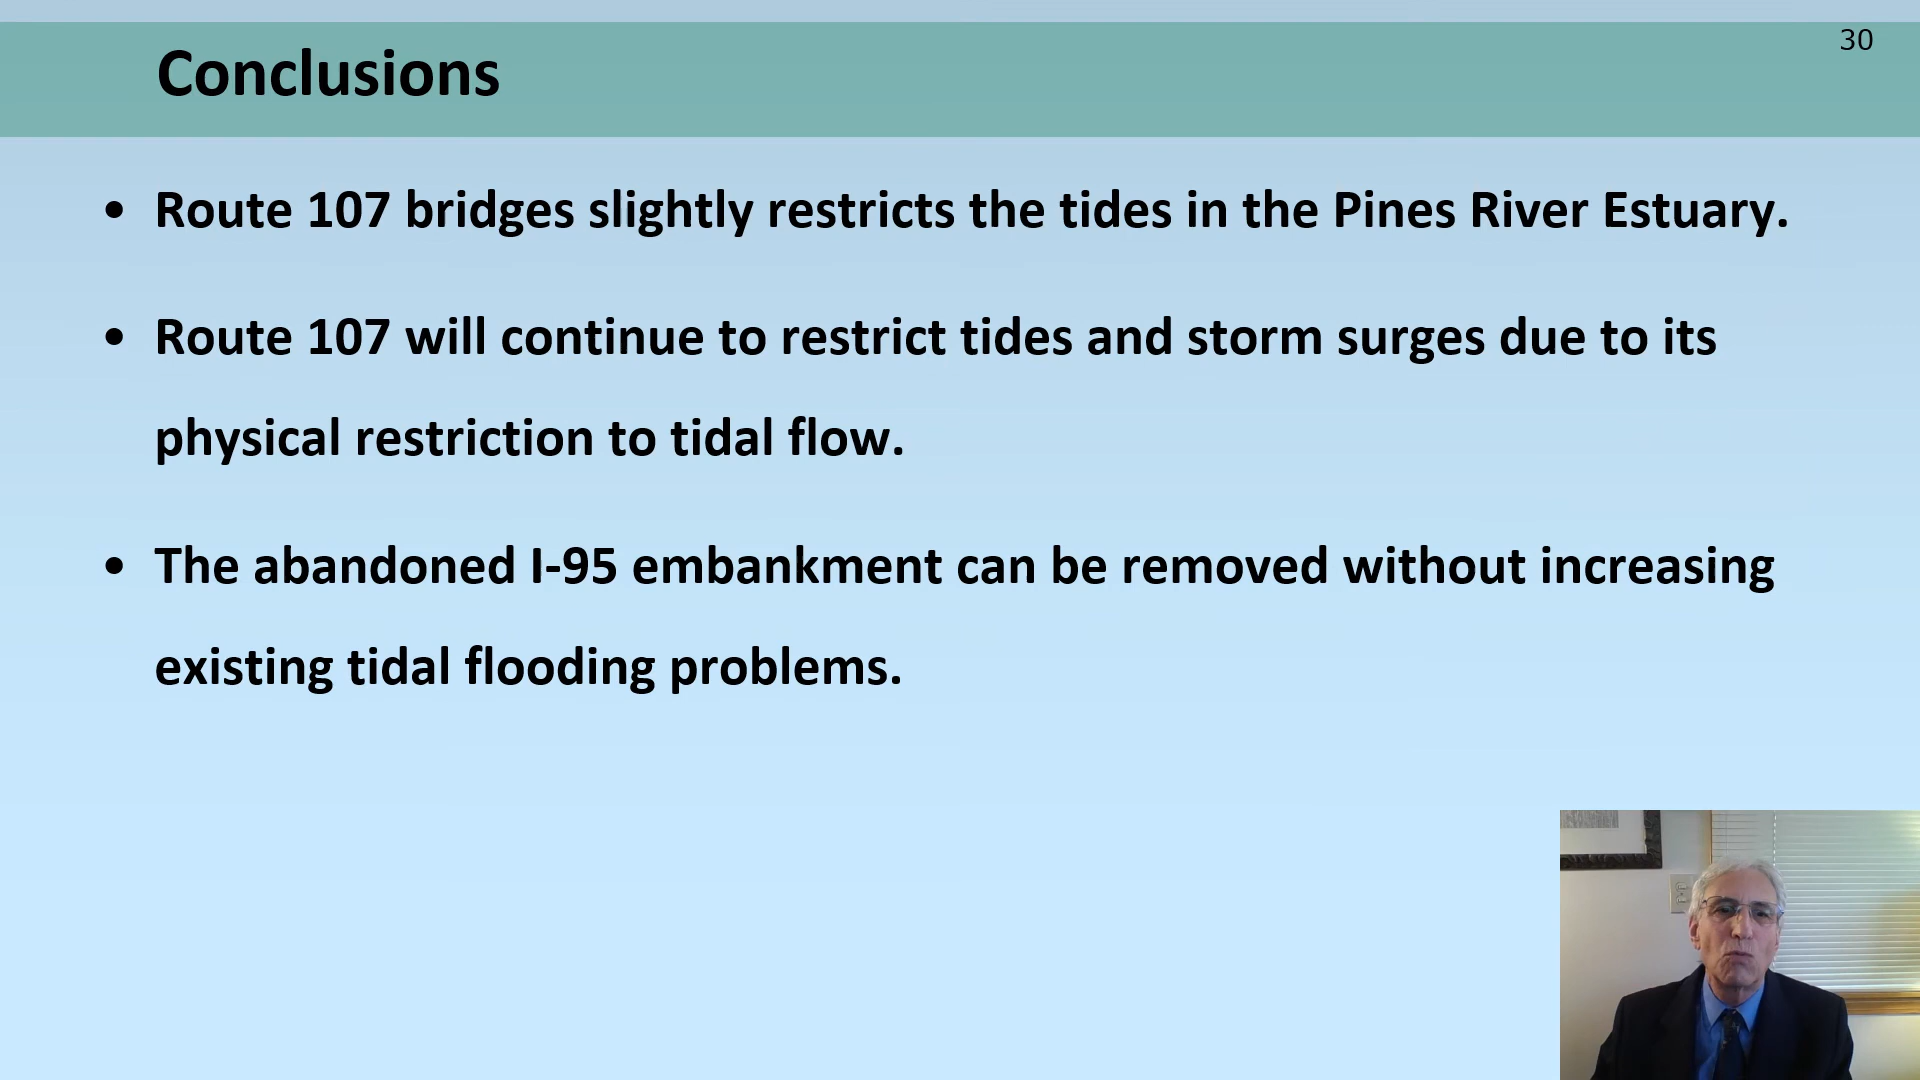 30
Conclusions
• Route 107 bridges slightly restricts the tides in the Pines River Estuary.
• Route 107 will continue to restrict tides and storm surges due to its
physical restriction to tidal flow.
• The abandoned I-95 embankment can be removed without increasing
existing tidal flooding problems.